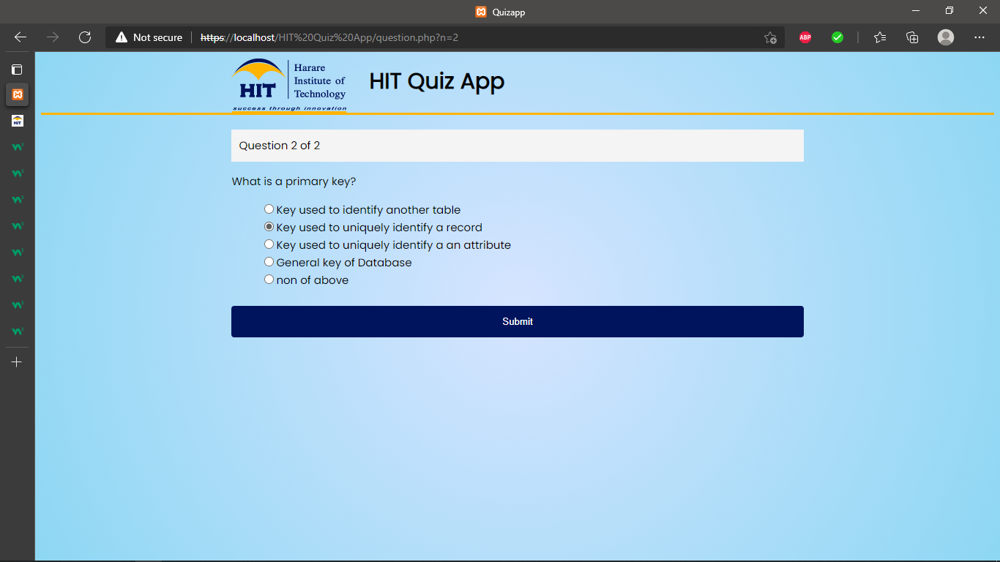 Quizapp
Not secure https://localhost/HIT%20Quiz%20App/question.php?n=2
ABP
HIT
Harare
Institute of
Technology
success through innovation
HIT Quiz App
HIT
Question 2 of 2
What is a primary key?
Key used to identify another table
Key used to uniquely identify a record
Key used to uniquely identify a an attribute
General key of Database
non of above
Submit